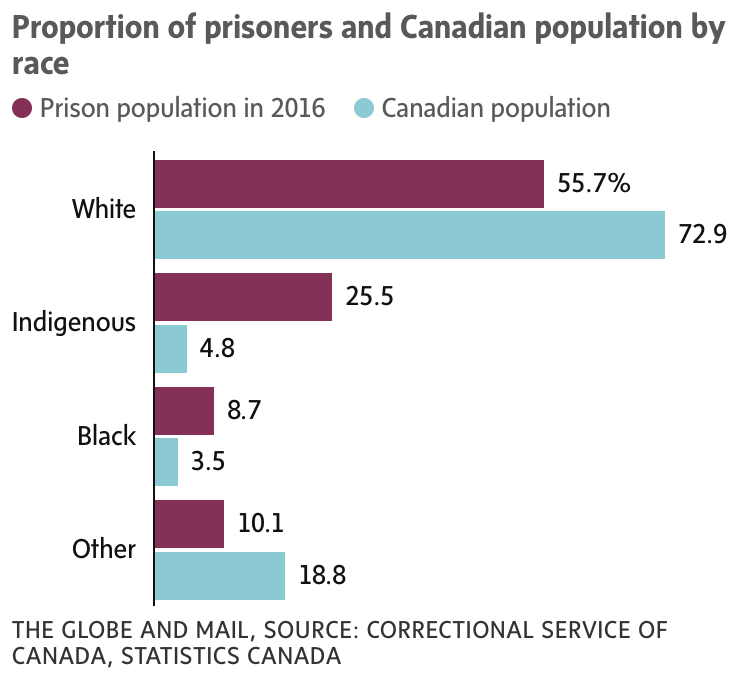 Proportion of prisoners and Canadian population by
race
Prison population in 2016 Canadian population
White
55.7%
72.9
Indigenous
25.5
4.8
Black
8.7
3.5
Other
10.1
18.8
THE GLOBE AND MAIL, SOURCE: CORRECTIONAL SERVICE OF
CANADA, STATISTICS CANADA